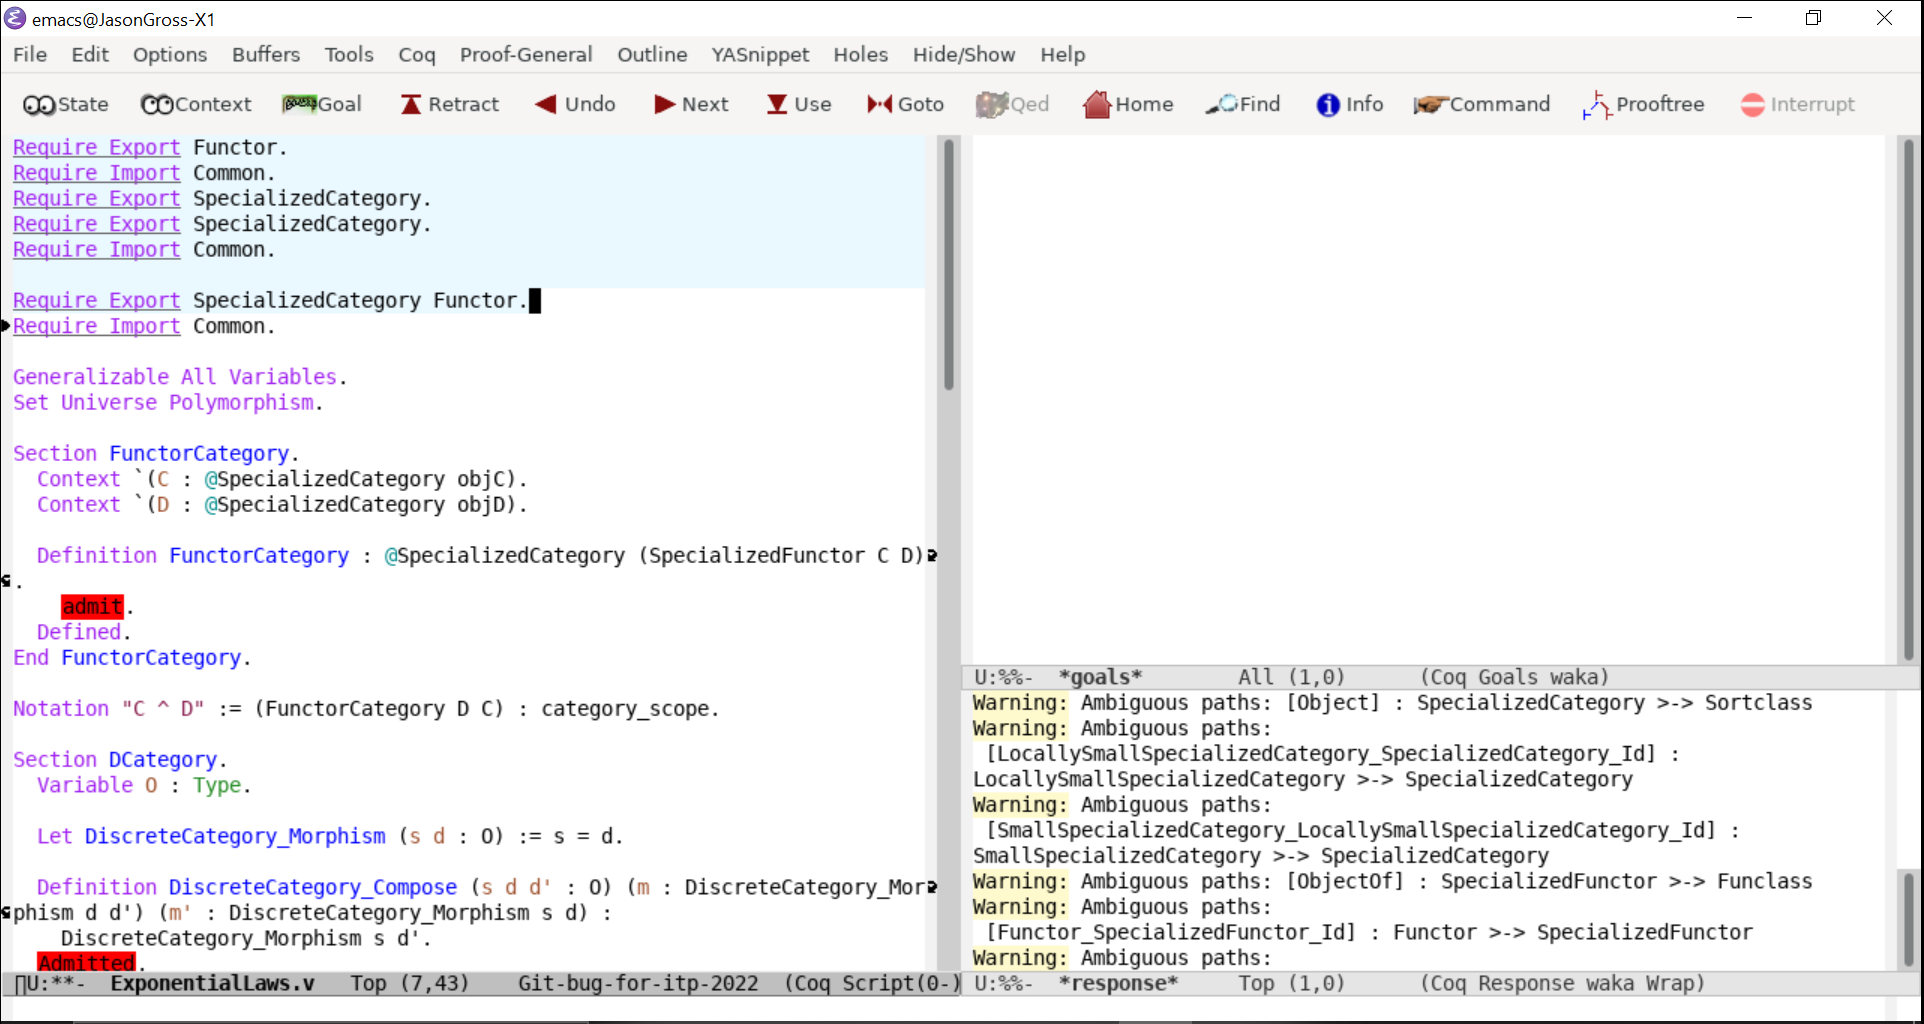 emacs@JasonGross-X1
File Edit Options Buffers Tools Coq Proof-General Outline YASnippet Holes Hide/Show Help
State Context Goal Retract Undo Next Use Goto Qed Home Find Info Command Prooftree Interrupt
Require Export Functor.
Require Import Common.
Require Export SpecializedCategory.
Require Export SpecializedCategory.
Require Import Common.
Require Export SpecializedCategory Functor.
Require Import Common.
Generalizable All Variables.
Set Universe Polymorphism.
Section FunctorCategory.
Context `(C : @SpecializedCategory objC).
Context `(D : @SpecializedCategory objD).
Definition FunctorCategory : @SpecializedCategory (SpecializedFunctor C D)
.
admit.
Defined.
End FunctorCategory.
Notation "C ^ D" := (FunctorCategory D C) : category_scope.
Section DCategory.
Variable O : Type.
Let DiscreteCategory_Morphism (s d : O) := s = d.
Definition DiscreteCategory_Compose (s d d' : O) (m : DiscreteCategory_Mor
phism d d') (m' : DiscreteCategory_Morphism s d) :
DiscreteCategory_Morphism s d'.
Admitted.
U:**- ExponentialLaws.v Top (7,43) Git-bug-for-itp-2022 (Coq Script(0-)
U:%%- *goals* All (1,0) (Coq Goals waka)
Warning: Ambiguous paths: [Object] : SpecializedCategory >-> Sortclass
Warning: Ambiguous paths:
[LocallySmallSpecializedCategory_SpecializedCategory_Id] :
LocallySmallSpecializedCategory >-> SpecializedCategory
Warning: Ambiguous paths:
[SmallSpecializedCategory_LocallySmallSpecializedCategory_Id] :
SmallSpecializedCategory >-> SpecializedCategory
Warning: Ambiguous paths: [ObjectOf] : SpecializedFunctor >-> Funclass
Warning: Ambiguous paths:
[Functor_SpecializedFunctor_Id] : Functor >-> SpecializedFunctor
Warning: Ambiguous paths:
U:%%- *response* Top (1,0) (Coq Response waka Wrap)